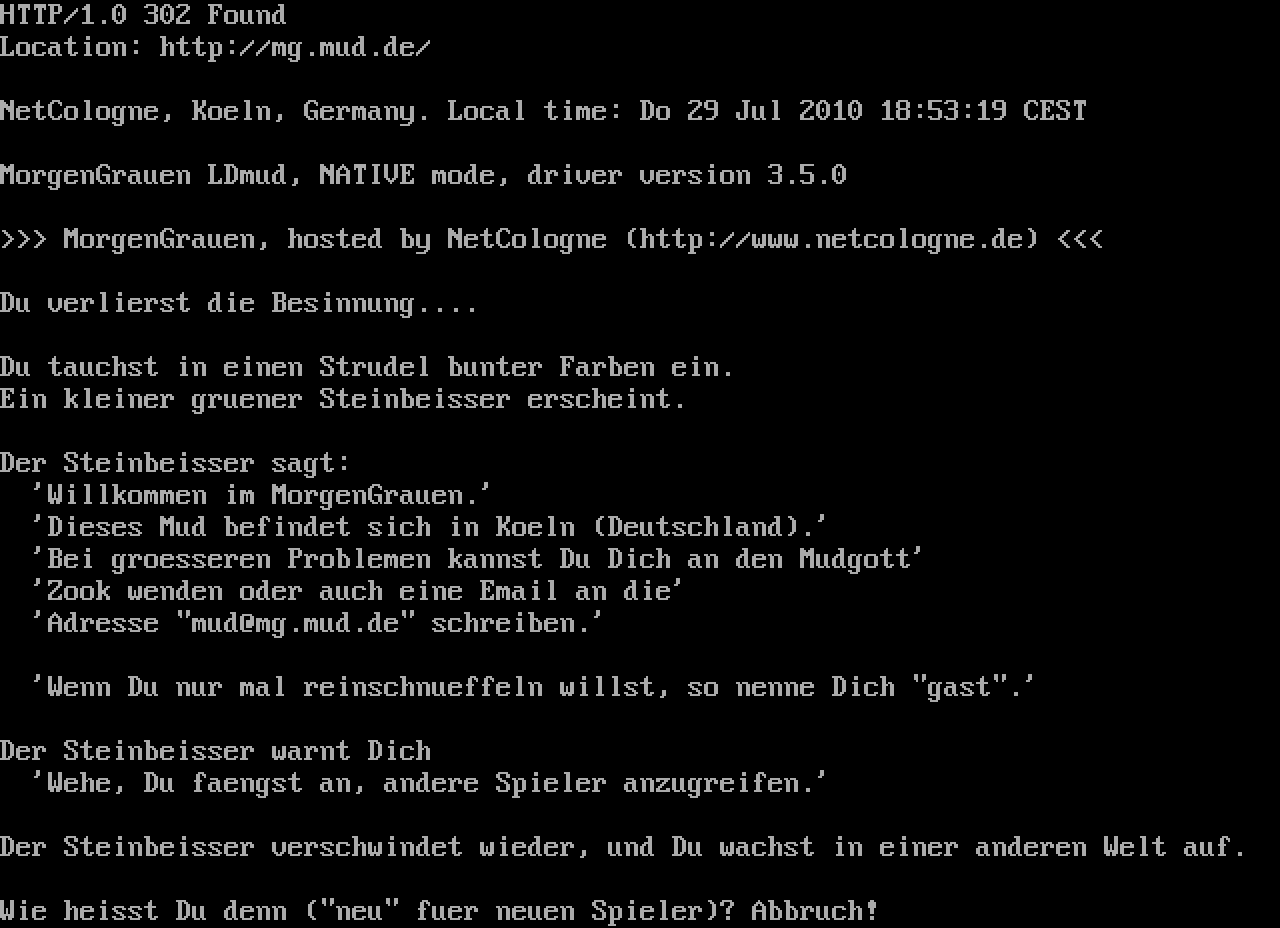 HTTP/1.0 302 Found
Location: http://mg.mud.de/
NetCologne, Koeln, Germany. Local time: Do 29 Jul 2010 18:53:19 CEST
MorgenGrauen LDmud, NATIVE mode, driver version 3.5.0
>>> MorgenGrauen, hosted by NetCologne (http://www.netcologne.de) <<<
Du verlierst die Besinnung....
Du tauchst in einen Strudel bunter Farben ein.
Ein kleiner gruener Steinbeisser erscheint.
Der Steinbeisser sagt:
'Willkommen im MorgenGrauen.'
'Dieses Mud befindet sich in Koeln (Deutschland).'
'Bei groesseren Problemen kannst Du Dich an den Mudgott'
'Zook wenden oder auch eine Email an die'
'Adresse "mud@mg.mud.de" schreiben.'
'Wenn Du nur mal reinschnueffeln willst, so nenne Dich "gast".'
Der Steinbeisser warnt Dich
'Wehe, Du faengst an, andere Spieler anzugreifen.'
Der Steinbeisser verschwindet wieder, und Du wachst in einer anderen Welt auf.
Wie heisst Du denn ("neu" fuer neuen Spieler)? Abbruch!